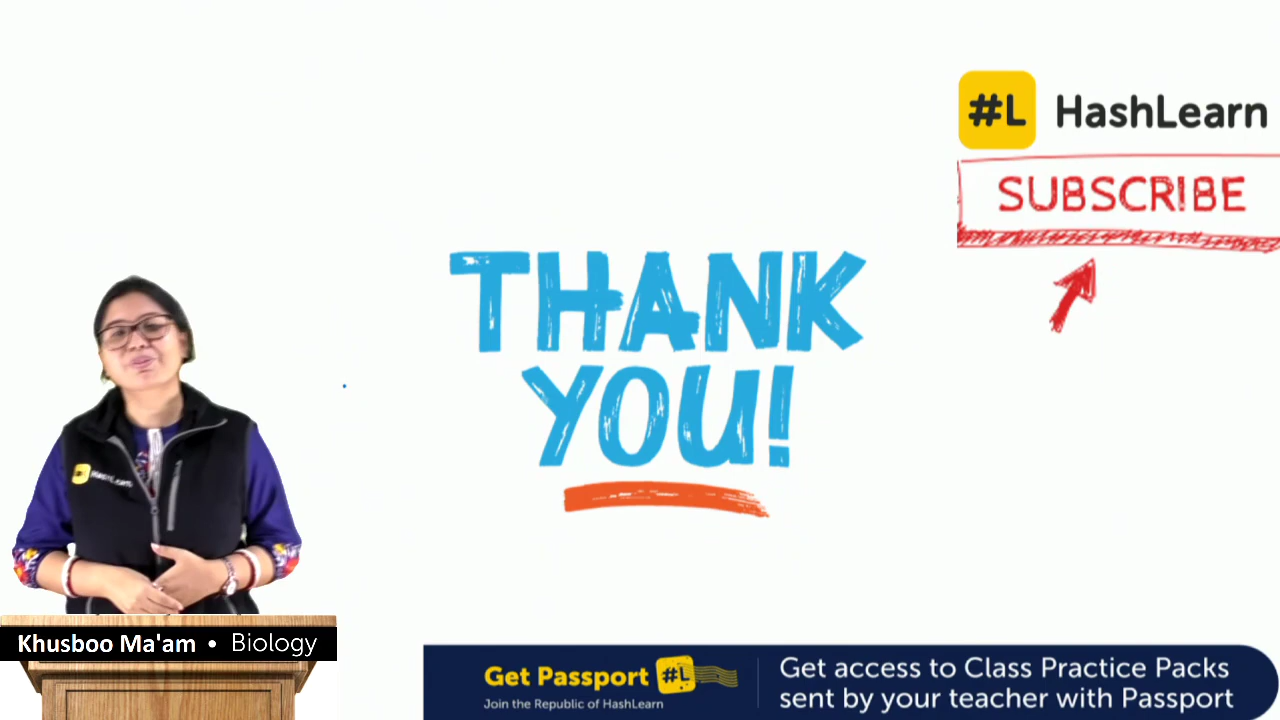 #L HashLearn
SUBSCRIBE
THANK
YOU!
HashLearn
Khusboo Ma'am • Biology
Get Passport #L
Join the Republic of HashLearn
Get access to Class Practice Packs
sent by your teacher with Passport